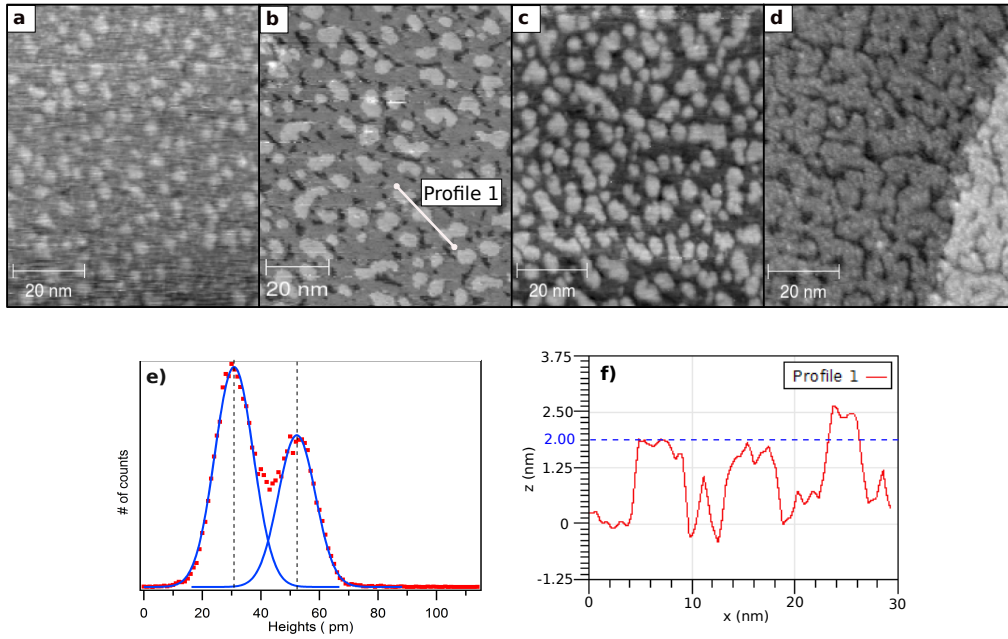 a
b
c
d
Profile 1
20 nm
20 nm
20 nm
20 nm
e)
# of counts
0
20
40
60
80
100
Heights ( pm)
f)
Profile 1
3.75
2.50
2.00
1.25
0
-1.25
z (nm)
0
10
20
30
x (nm)